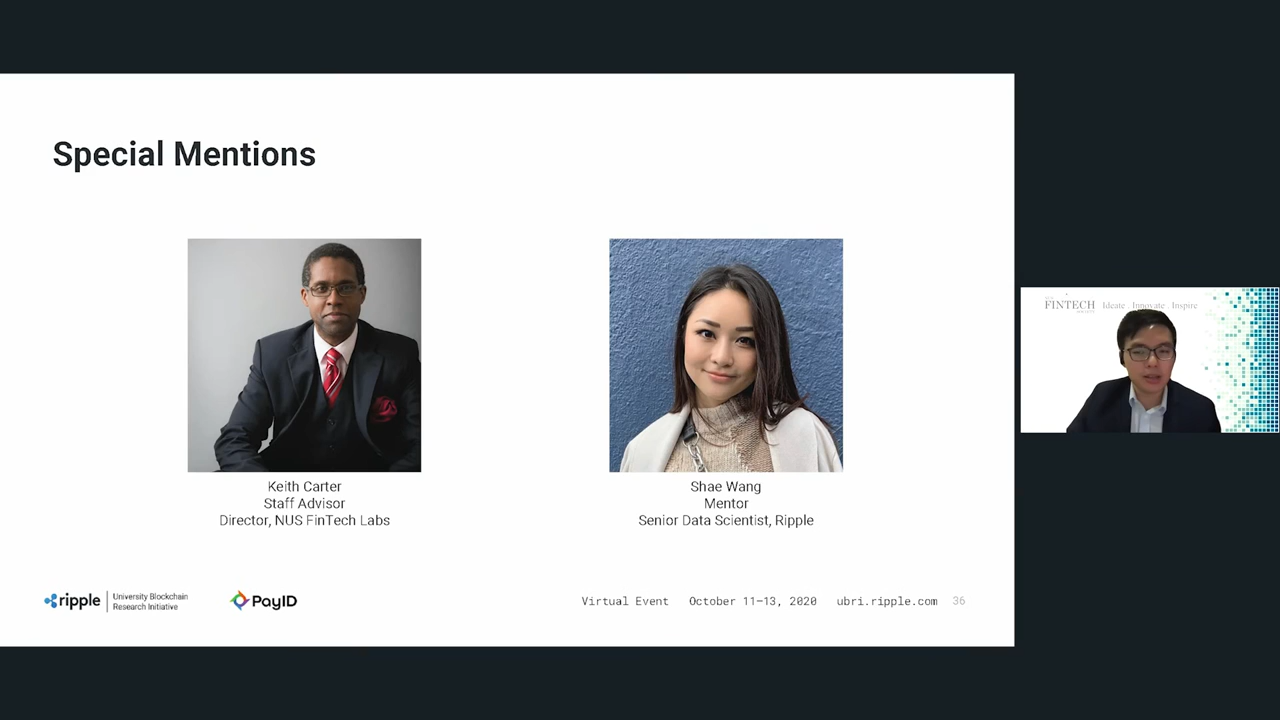 Special Mentions
Keith Carter
Staff Advisor
Director, NUS FinTech Labs
Shae Wang
Mentor
Senior Data Scientist, Ripple
ripple
University Blockchain
Research Initiative
PayID
Virtual Event October 11–13, 2020 ubri.ripple.com 36
FINTECH
Ideate . Innovate . Inspire